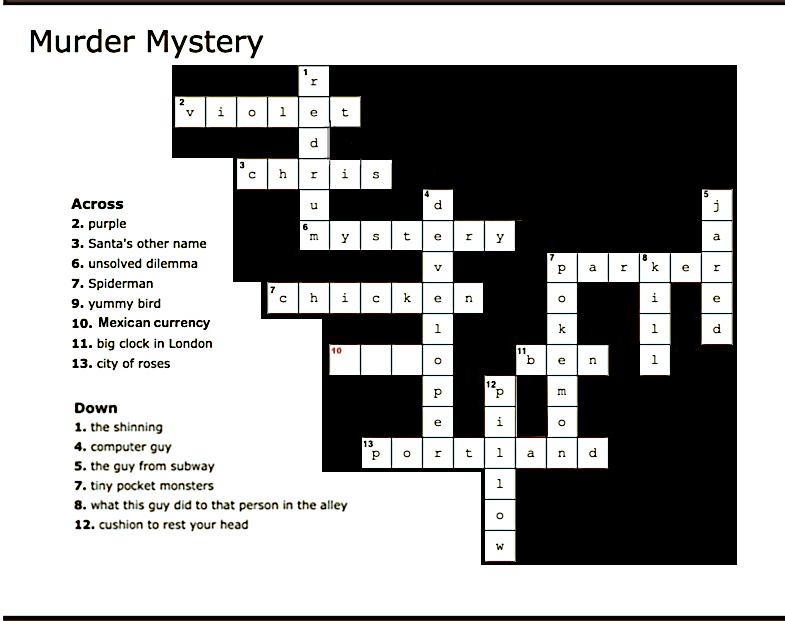 Murder Mystery
1
r
2
v i o l e t
d
3
c h r i s
u
4
d
5
j
6
m y s t e r y
a
v
7
p a r 8 k e r
7
c h i c k e n
o
i
e
l
k
l
d
10
o
11
b e n
l
p
12
p
m
e
i
o
13
p o r t l a n d
l
o
w
Across
2. purple
3. Santa's other name
6. unsolved dilemma
7. Spiderman
9. yummy bird
10. Mexican currency
11. big clock in London
13. city of roses
Down
1. the shinning
4. computer guy
5. the guy from subway
7. tiny pocket monsters
8. what this guy did to that person in the alley
12. cushion to rest your head